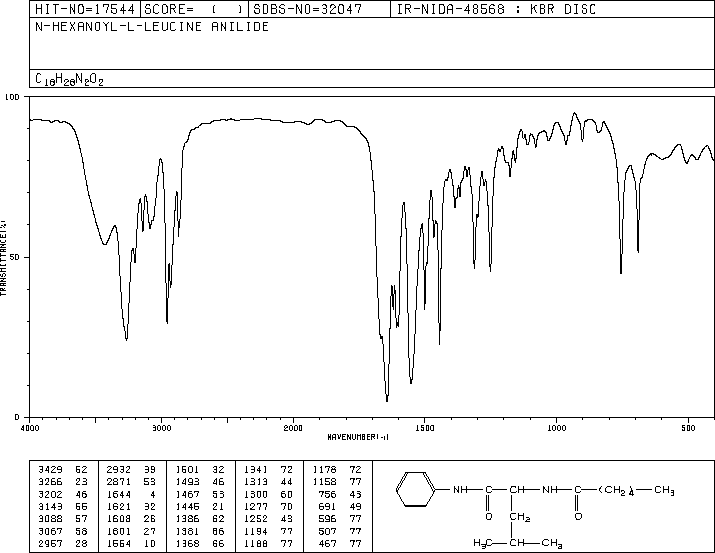 HIT-NO=17544 SCORE= ( ) SDBS-NO=32047 IR-NIDA-48568 : KBR DISC
N-HEXANOYL-L-LEUCINE ANILIDE
C18H28N2O2
100
50
0
TRANSMITTANCE(%)
4000 3000 2000 1500 1000 500
WAVENUMBER(-1)
3429 52 2932 39 1601 32 1341 72 1178 72
3266 23 2871 53 1493 46 1313 44 1158 77
3202 46 1644 4 1467 53 1300 60 756 43
3143 55 1621 32 1445 21 1277 70 691 49
3088 57 1608 26 1386 62 1252 43 596 77
3067 58 1601 27 1381 66 1194 77 507 77
2957 28 1554 10 1368 66 1188 77 467 77
NH C CH NH C (CH2)4 CH3
O CH2 O
H3C CH CH3